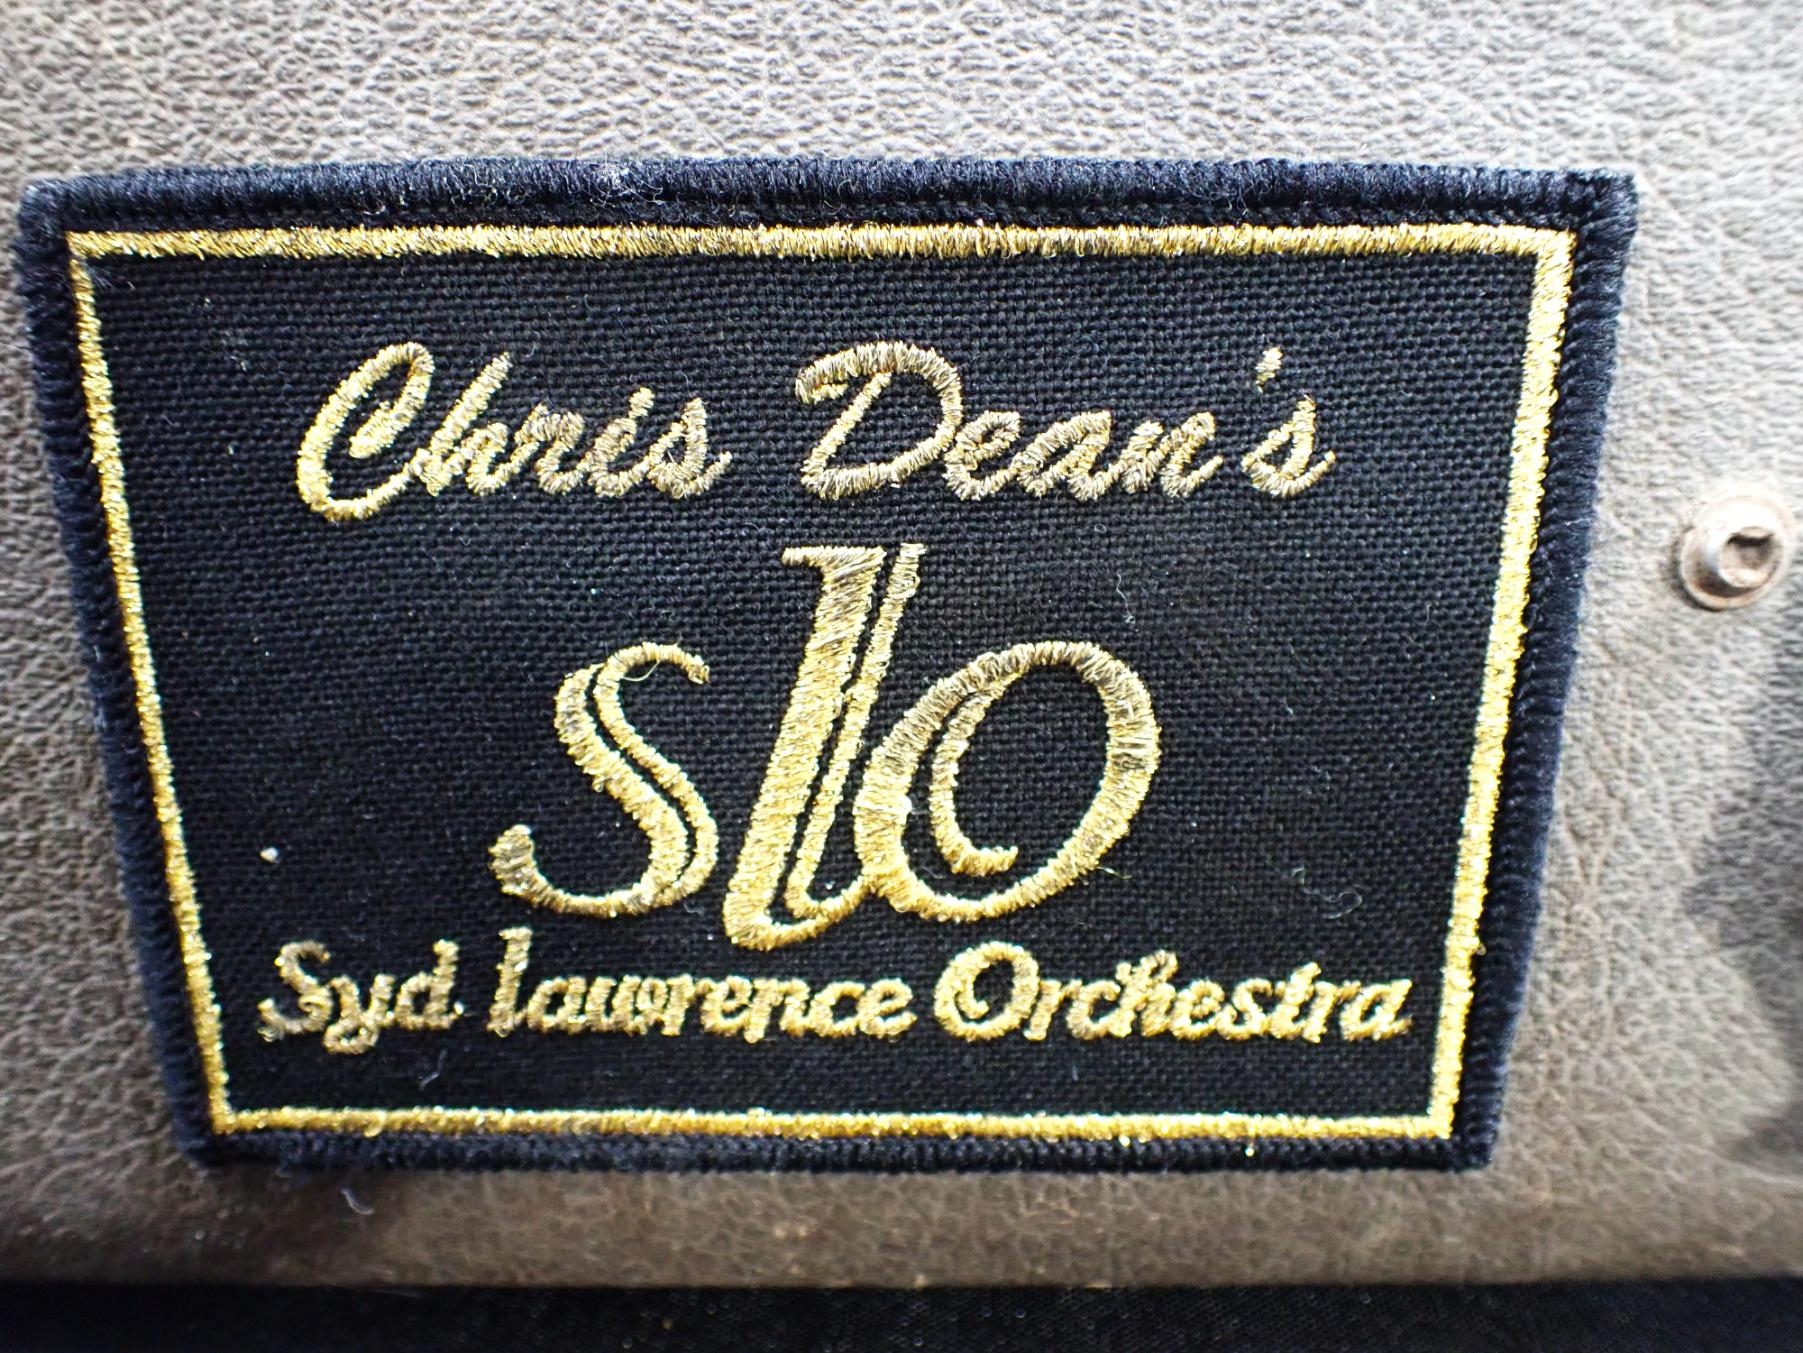 Chris Dean's
slo
Syd lawrence Orchestra